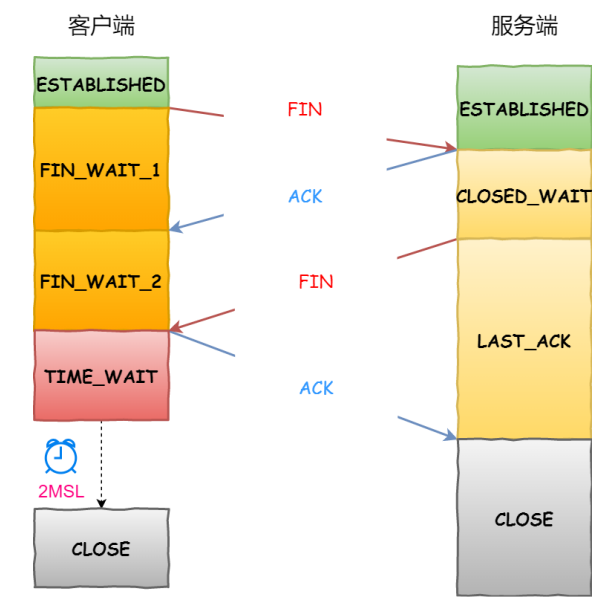 客户端
服务端
ESTABLISHED
ESTABLISHED
FIN
FIN_WAIT_1
ACK
CLOSED_WAIT
FIN_WAIT_2
FIN
LAST_ACK
TIME_WAIT
ACK
2MSL
CLOSE
CLOSE